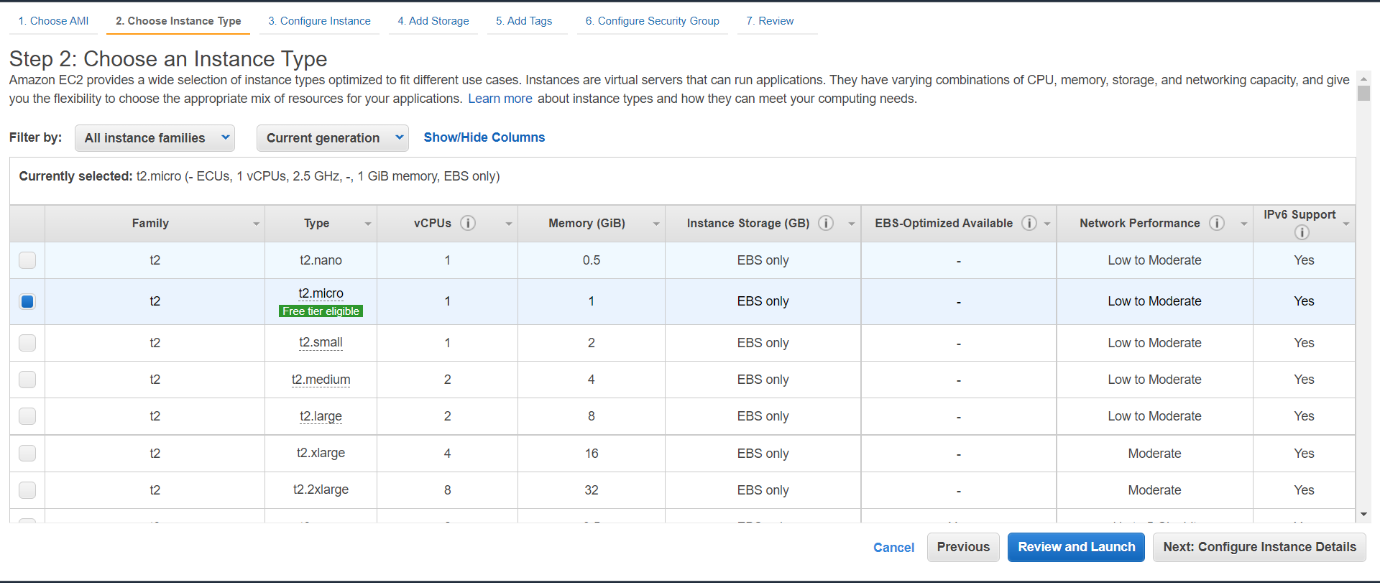 1. Choose AMI 2. Choose Instance Type 3. Configure Instance 4. Add Storage 5. Add Tags 6. Configure Security Group 7. Review
Step 2: Choose an Instance Type
Amazon EC2 provides a wide selection of instance types optimized to fit different use cases. Instances are virtual servers that can run applications. They have varying combinations of CPU, memory, storage, and networking capacity, and give
you the flexibility to choose the appropriate mix of resources for your applications. Learn more about instance types and how they can meet your computing needs.
Filter by: All instance families Current generation Show/Hide Columns
Currently selected: t2.micro (- ECUs, 1 vCPUs, 2.5 GHz, -, 1 GiB memory, EBS only)
Family Type vCPUs i Memory (GiB) Instance Storage (GB) i EBS-Optimized Available i Network Performance i IPv6 Support i
t2 t2.nano 1 0.5 EBS only - Low to Moderate Yes
t2 t2.micro 1 1 EBS only - Low to Moderate Yes
Free tier eligible
t2 t2.small 1 2 EBS only - Low to Moderate Yes
t2 t2.medium 2 4 EBS only - Low to Moderate Yes
t2 t2.large 2 8 EBS only - Low to Moderate Yes
t2 t2.xlarge 4 16 EBS only - Moderate Yes
t2 t2.2xlarge 8 32 EBS only - Moderate Yes
Cancel Previous Review and Launch Next: Configure Instance Details